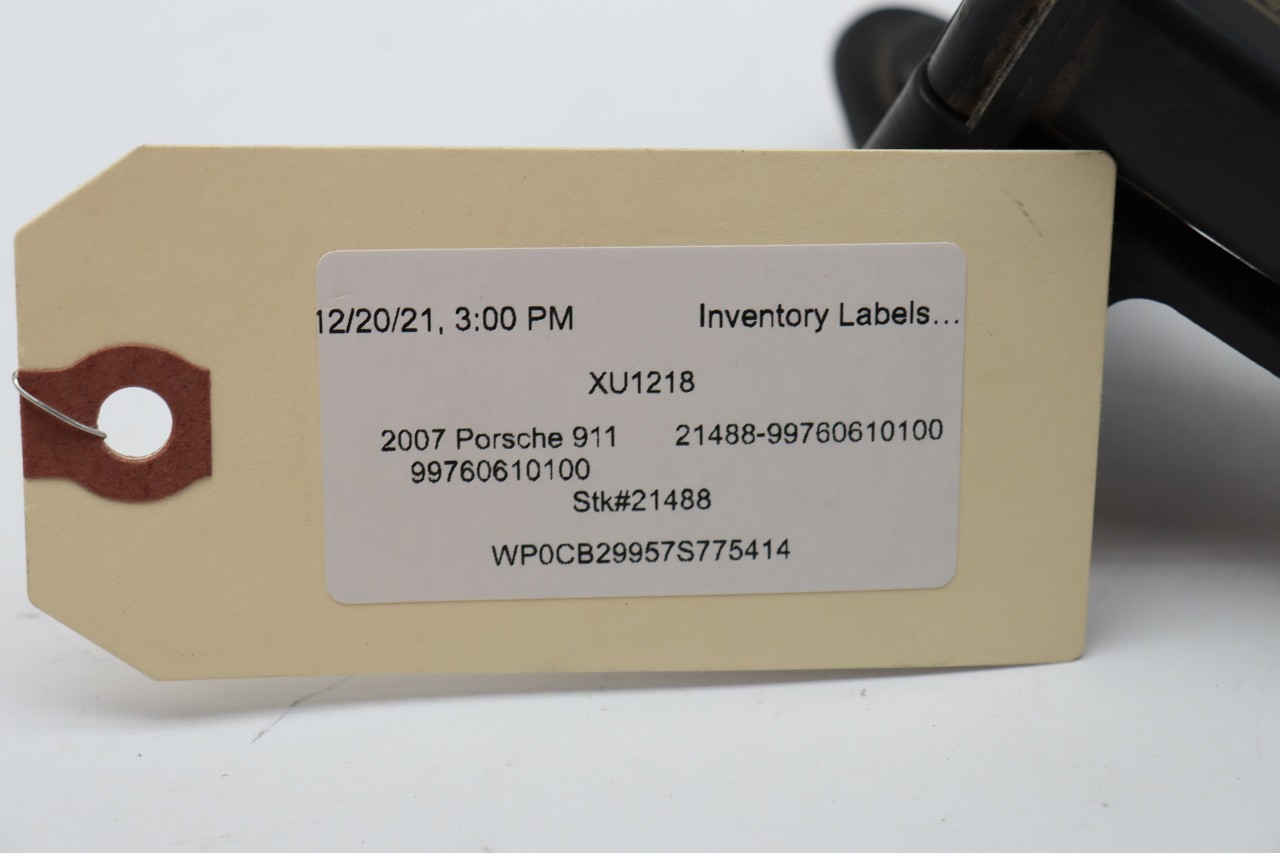 12/20/21, 3:00 PM Inventory Labels...
XU1218
2007 Porsche 911 21488-99760610100
99760610100
Stk#21488
WP0CB29957S775414